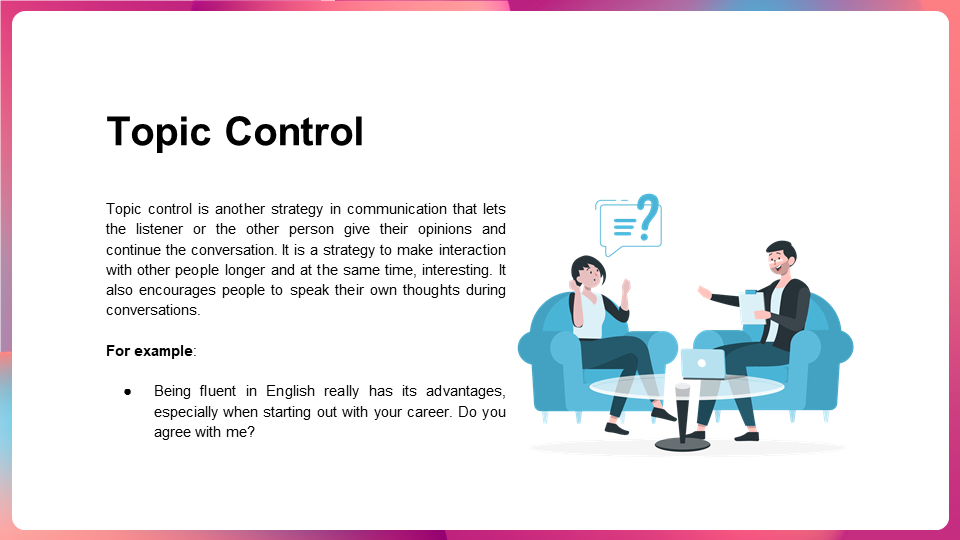 Topic Control
Topic control is another strategy in communication that lets
the listener or the other person give their opinions and
continue the conversation. It is a strategy to make interaction
with other people longer and at the same time, interesting. It
also encourages people to speak their own thoughts during
conversations.
For example:
● Being fluent in English really has its advantages,
especially when starting out with your career. Do you
agree with me?
?